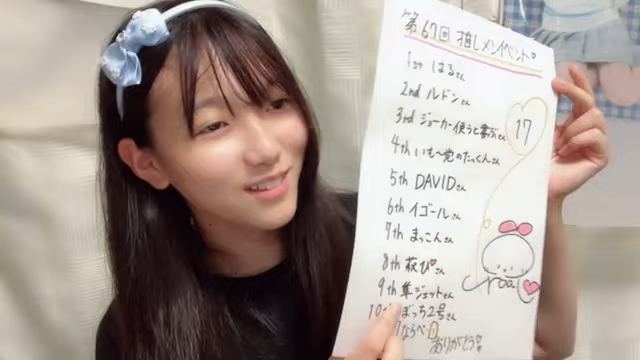 第67回 推しメンイベント
1st はるさん
2nd ルドンさん
3rd ジョーカー使うと喜ぶさん
4th いも〜党のたっくんさん
17
5th DAVIDさん
6th イゴールさん
7th まっこんさん
8th 萩ぴさん
9th 隼ジェットさん
10th ぼっち2号さん
ありがとう